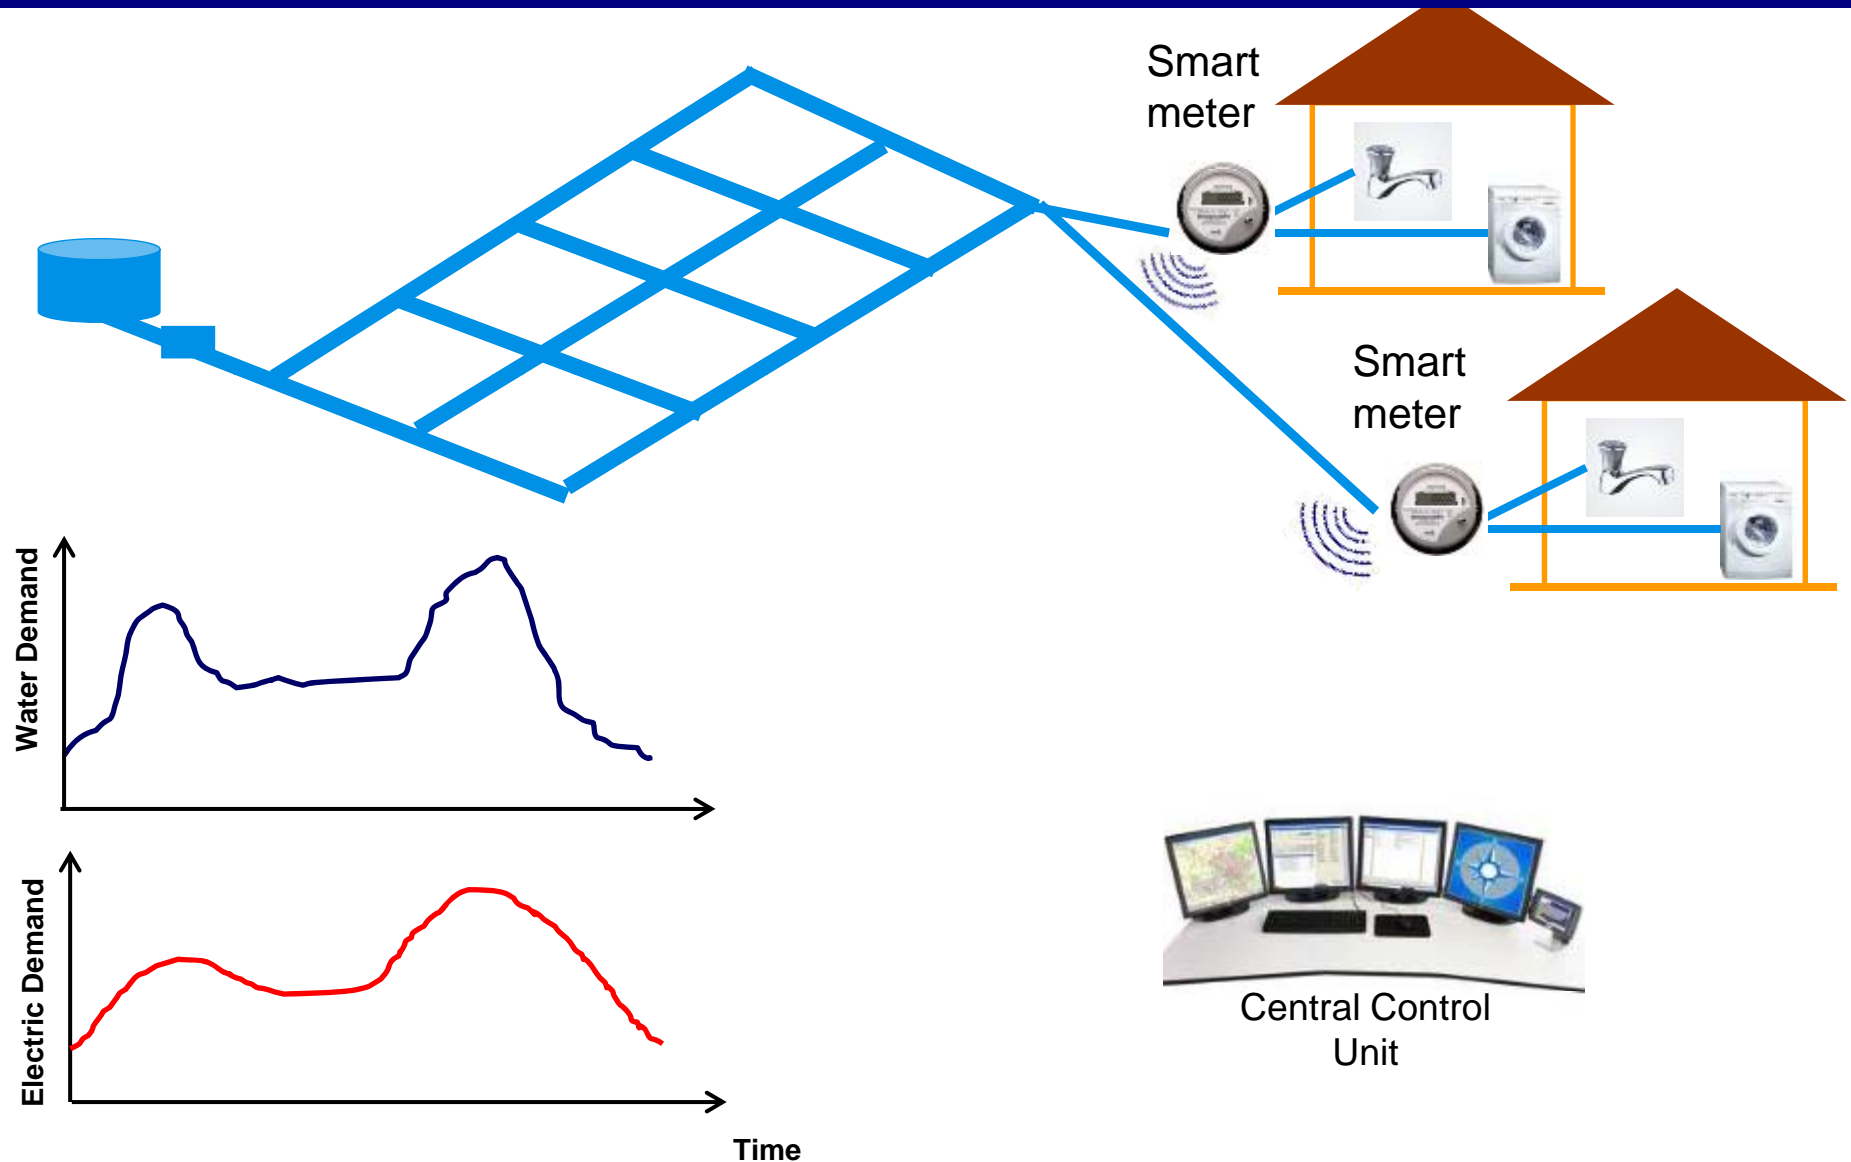 Smart
meter
Smart
meter
Water Demand
Electric Demand
Time
Central Control
Unit